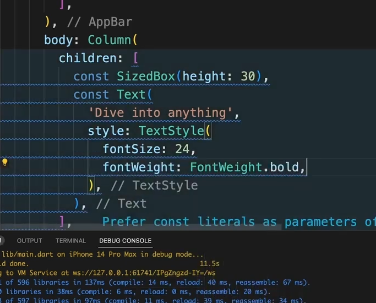 ],
), // AppBar
body: Column(
children: [
const SizedBox(height: 30),
const Text(
'Dive into anything',
style: TextStyle(
fontSize: 24,
fontWeight: FontWeight.bold,
), // TextStyle
), // Text
], Prefer const literals as parameters of
OUTPUT TERMINAL DEBUG CONSOLE
lib/main.dart on iPhone 14 Pro Max in debug mode...
ld done. 11.5s
g to VM Service at ws://127.0.0.1:61741/IPgZngzd-IY=/ws
1 of 596 libraries in 137ms (compile: 14 ms, reload: 40 ms, reassemble: 67 ms).
0 libraries in 38ms (compile: 6 ms, reload: 0 ms, reassemble: 20 ms).
of 597 libraries in 97ms (compile: 11 ms, reload: 39 ms, reassemble: 34 ms).